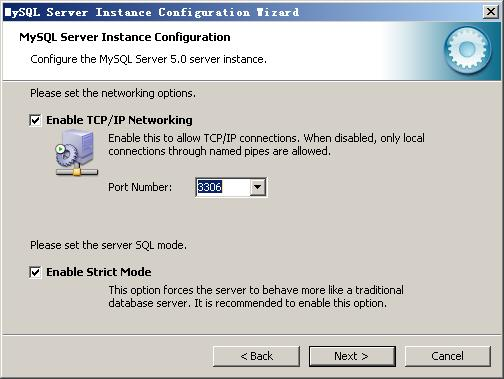 MySQL Server Instance Configuration Wizard
MySQL Server Instance Configuration
Configure the MySQL Server 5.0 server instance.
Please set the networking options.
Enable TCP/IP Networking
Enable this to allow TCP/IP connections. When disabled, only local
connections through named pipes are allowed.
Port Number: 3306
Please set the server SQL mode.
Enable Strict Mode
This option forces the server to behave more like a traditional
database server. It is recommended to enable this option.
< Back Next > Cancel